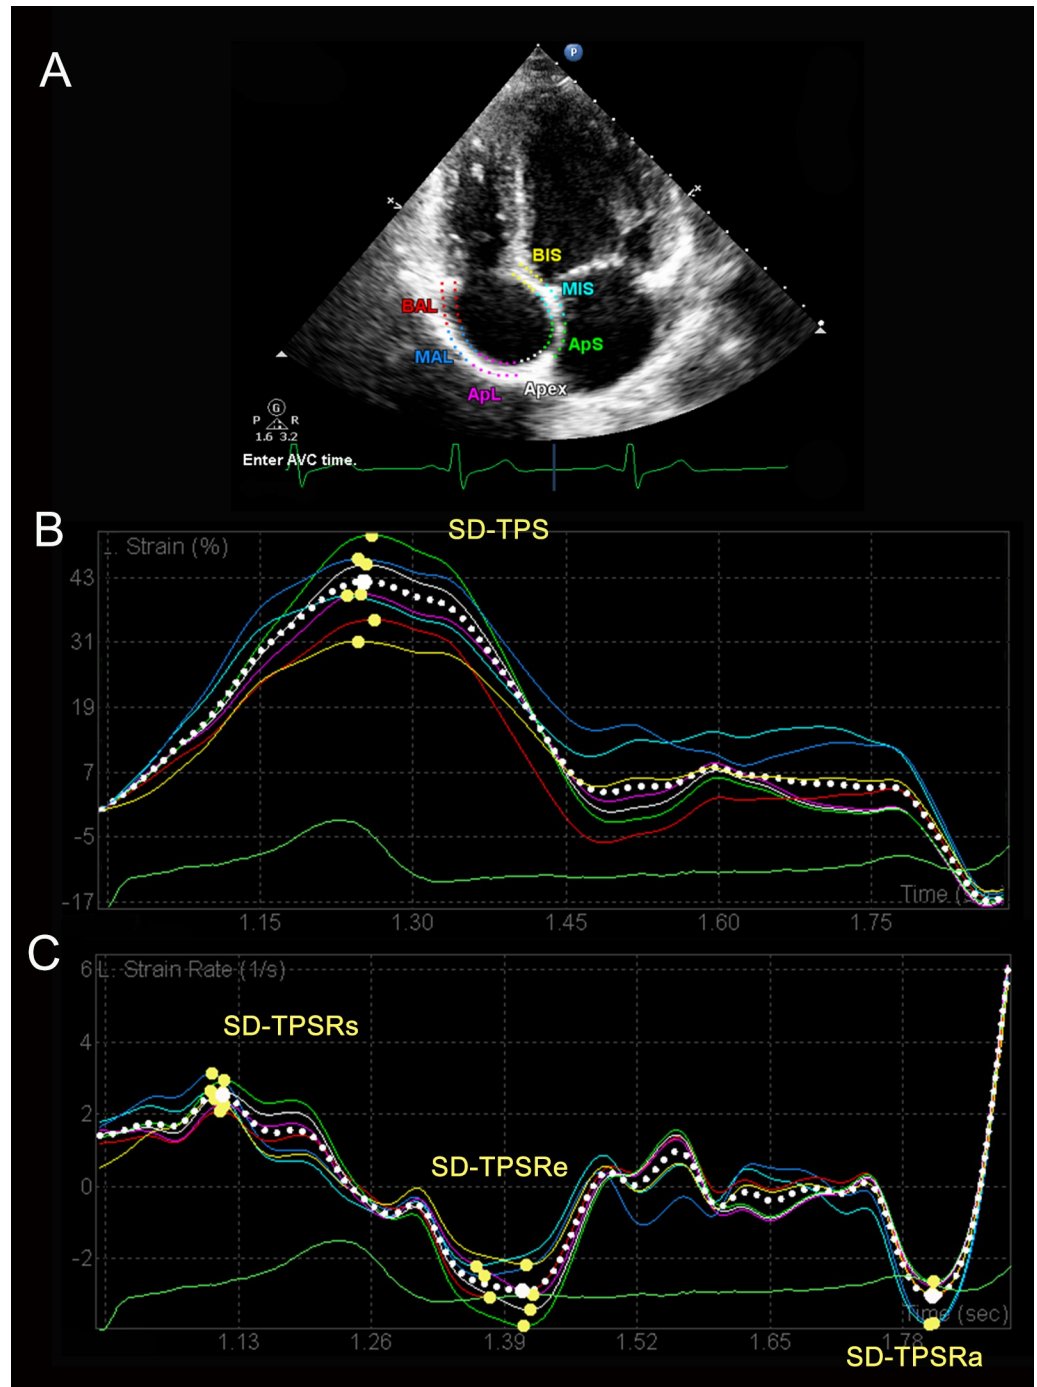 A
P
BIS
MIS
BAL
ApS
MAL
Apex
ApL
G
P R
1.6 3.2
Enter AVC time.
B
SD-TPS
Strain (%)
43
31
19
7
-5
-17
Time (
1.15 1.30 1.45 1.60 1.75
C
6 L. Strain Rate (1/s)
SD-TPSRs
4
2
SD-TPSRe
0
-2
Time (sec)
1.13 1.26 1.39 1.52 1.65 1.78
SD-TPSRa